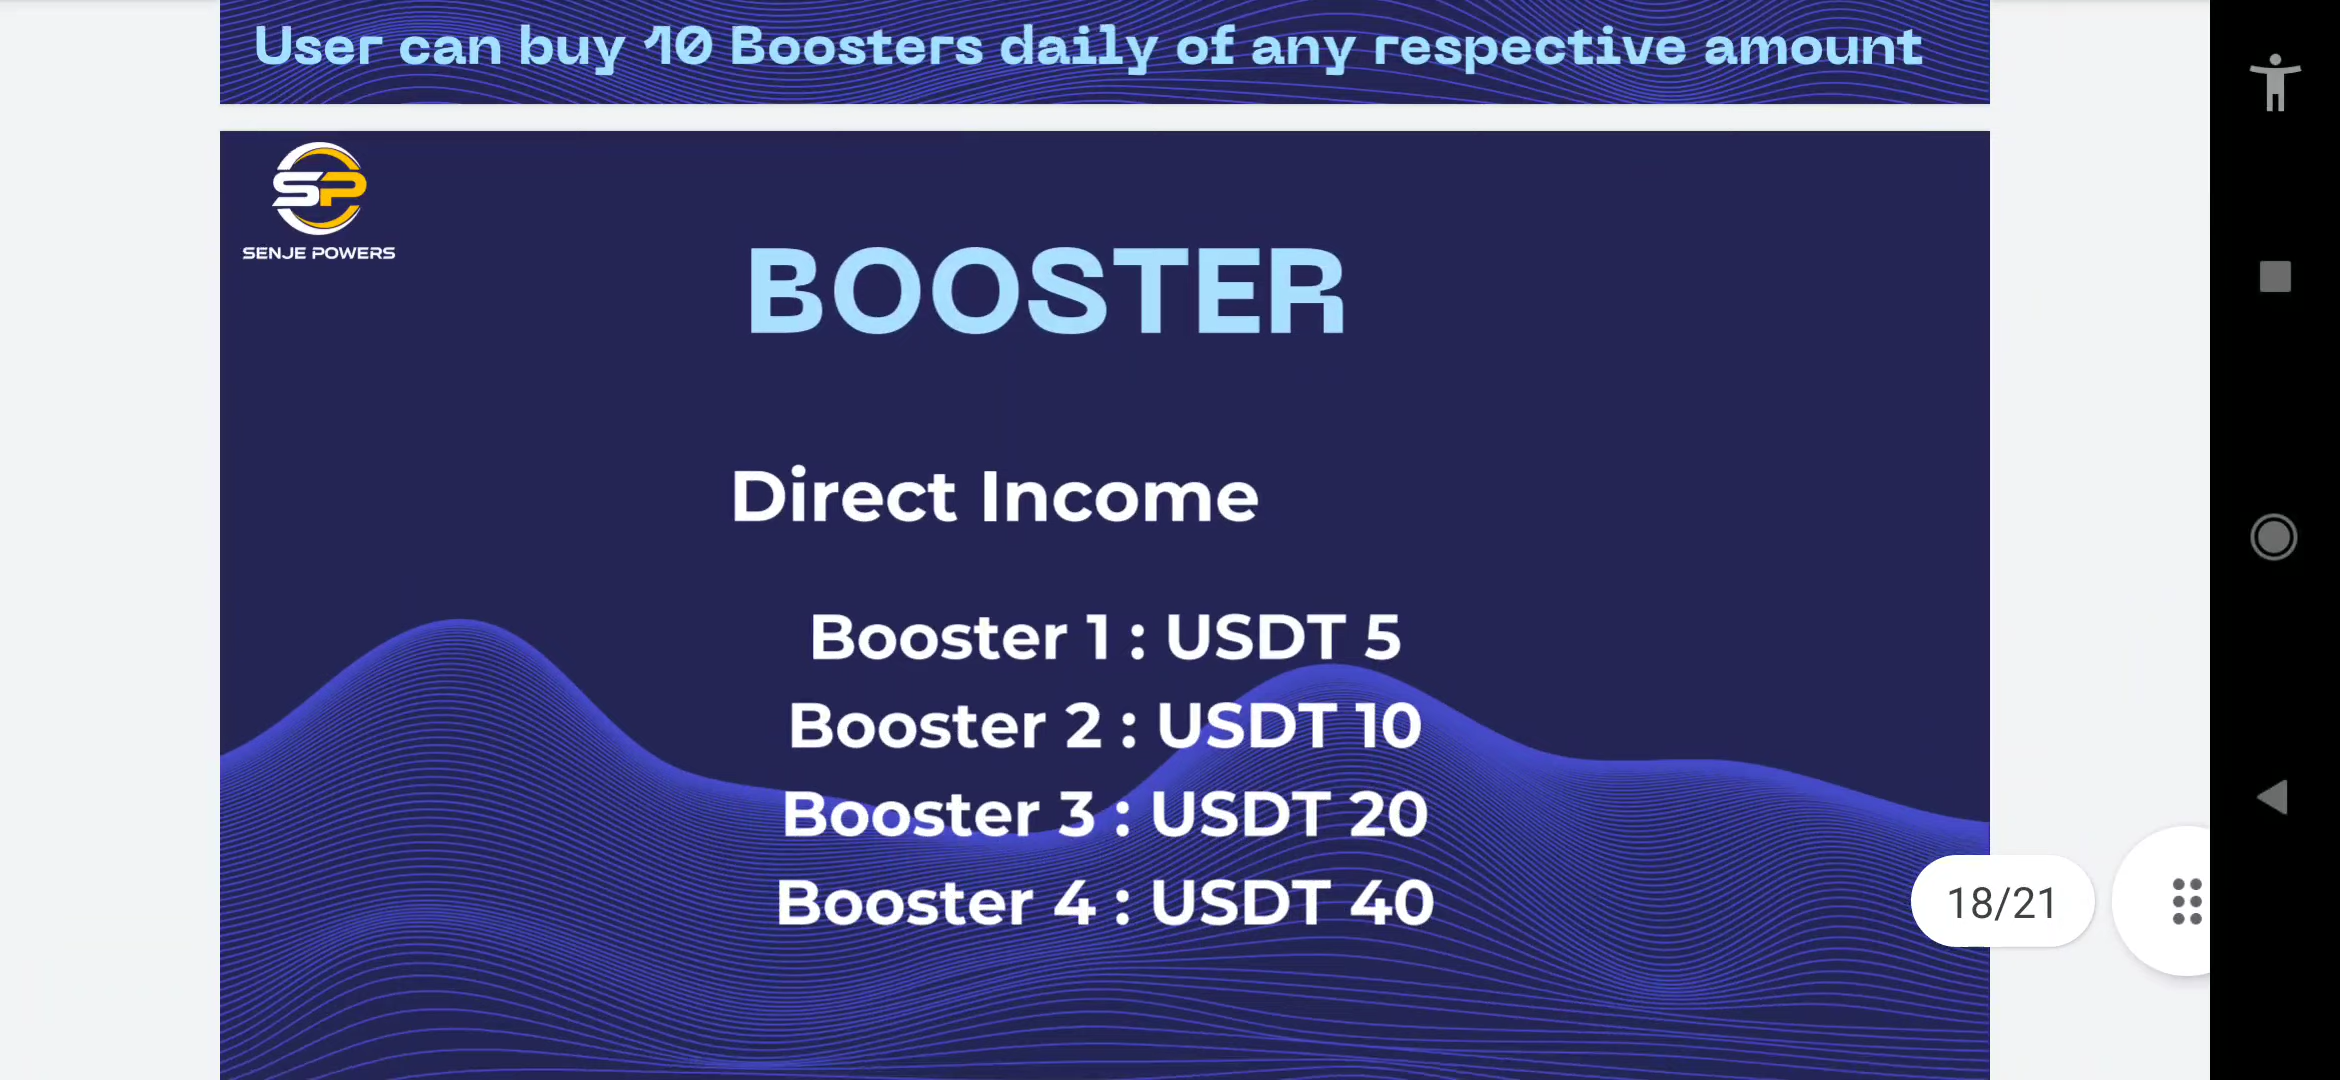 User can buy 10 Boosters daily of any respective amount
SP
SENJE POWERS
BOOSTER
Direct Income
Booster 1 : USDT 5
Booster 2 : USDT 10
Booster 3 : USDT 20
Booster 4 : USDT 40
18/21